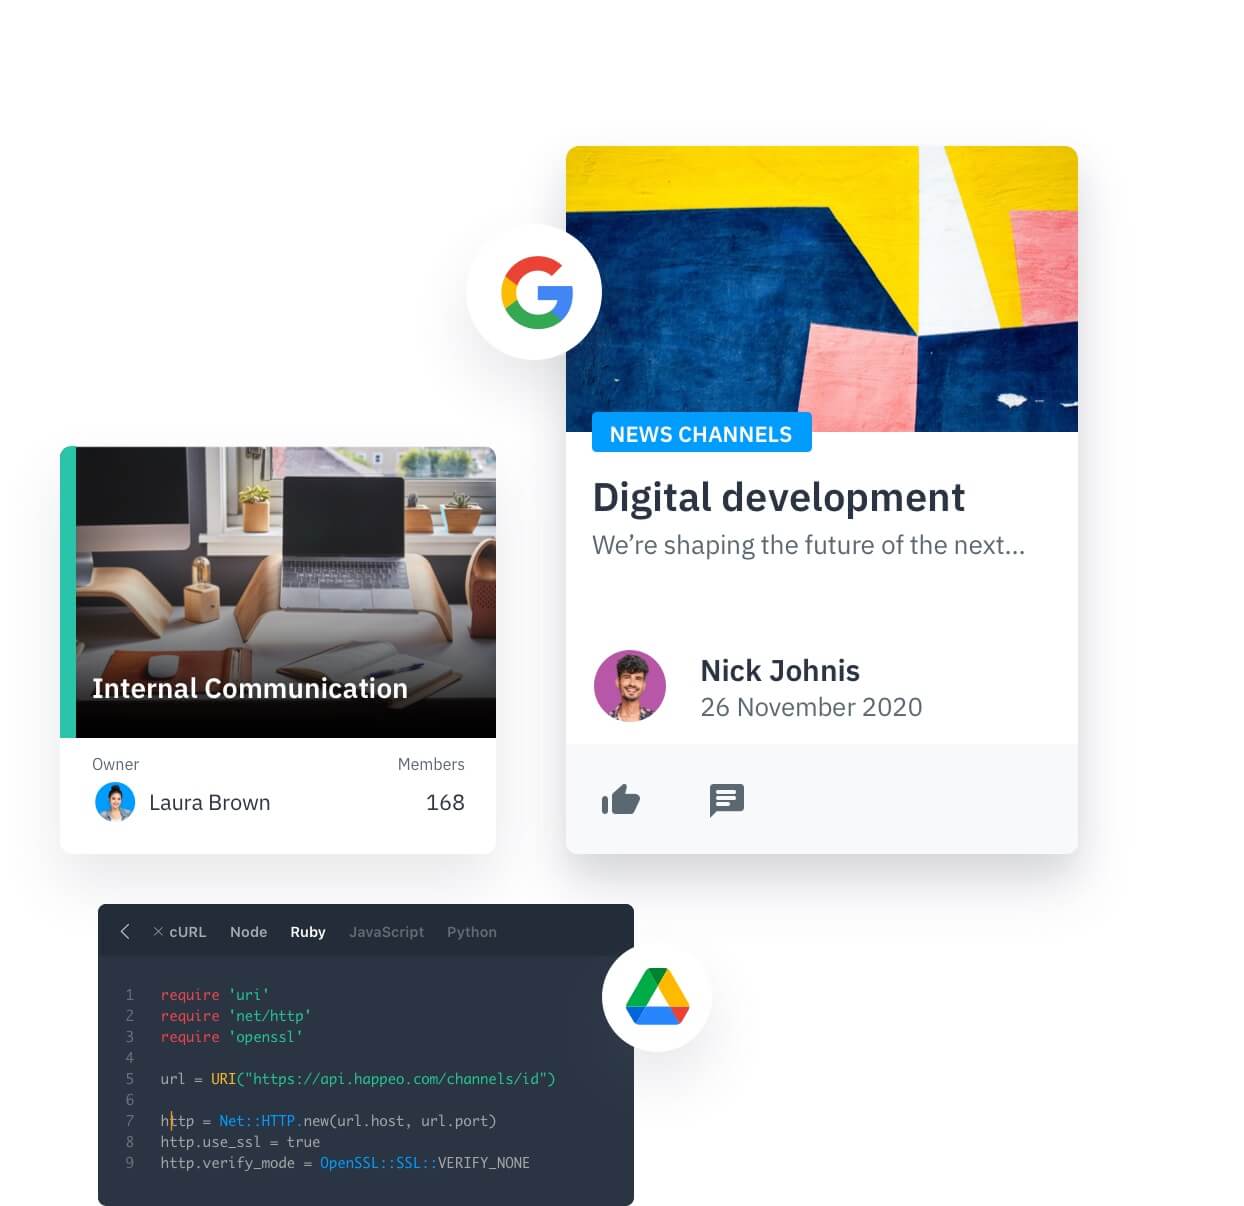 NEWS CHANNELS
Digital development
We’re shaping the future of the next...
Nick Johnis
26 November 2020
Internal Communication
Owner Members
Laura Brown 168
cURL Node Ruby JavaScript Python
1 require 'uri'
2 require 'net/http'
3 require 'openssl'
4
5 url = URI("https://api.happeo.com/channels/id")
6
7 http = Net::HTTP.new(url.host, url.port)
8 http.use_ssl = true
9 http.verify_mode = OpenSSL::SSL::VERIFY_NONE